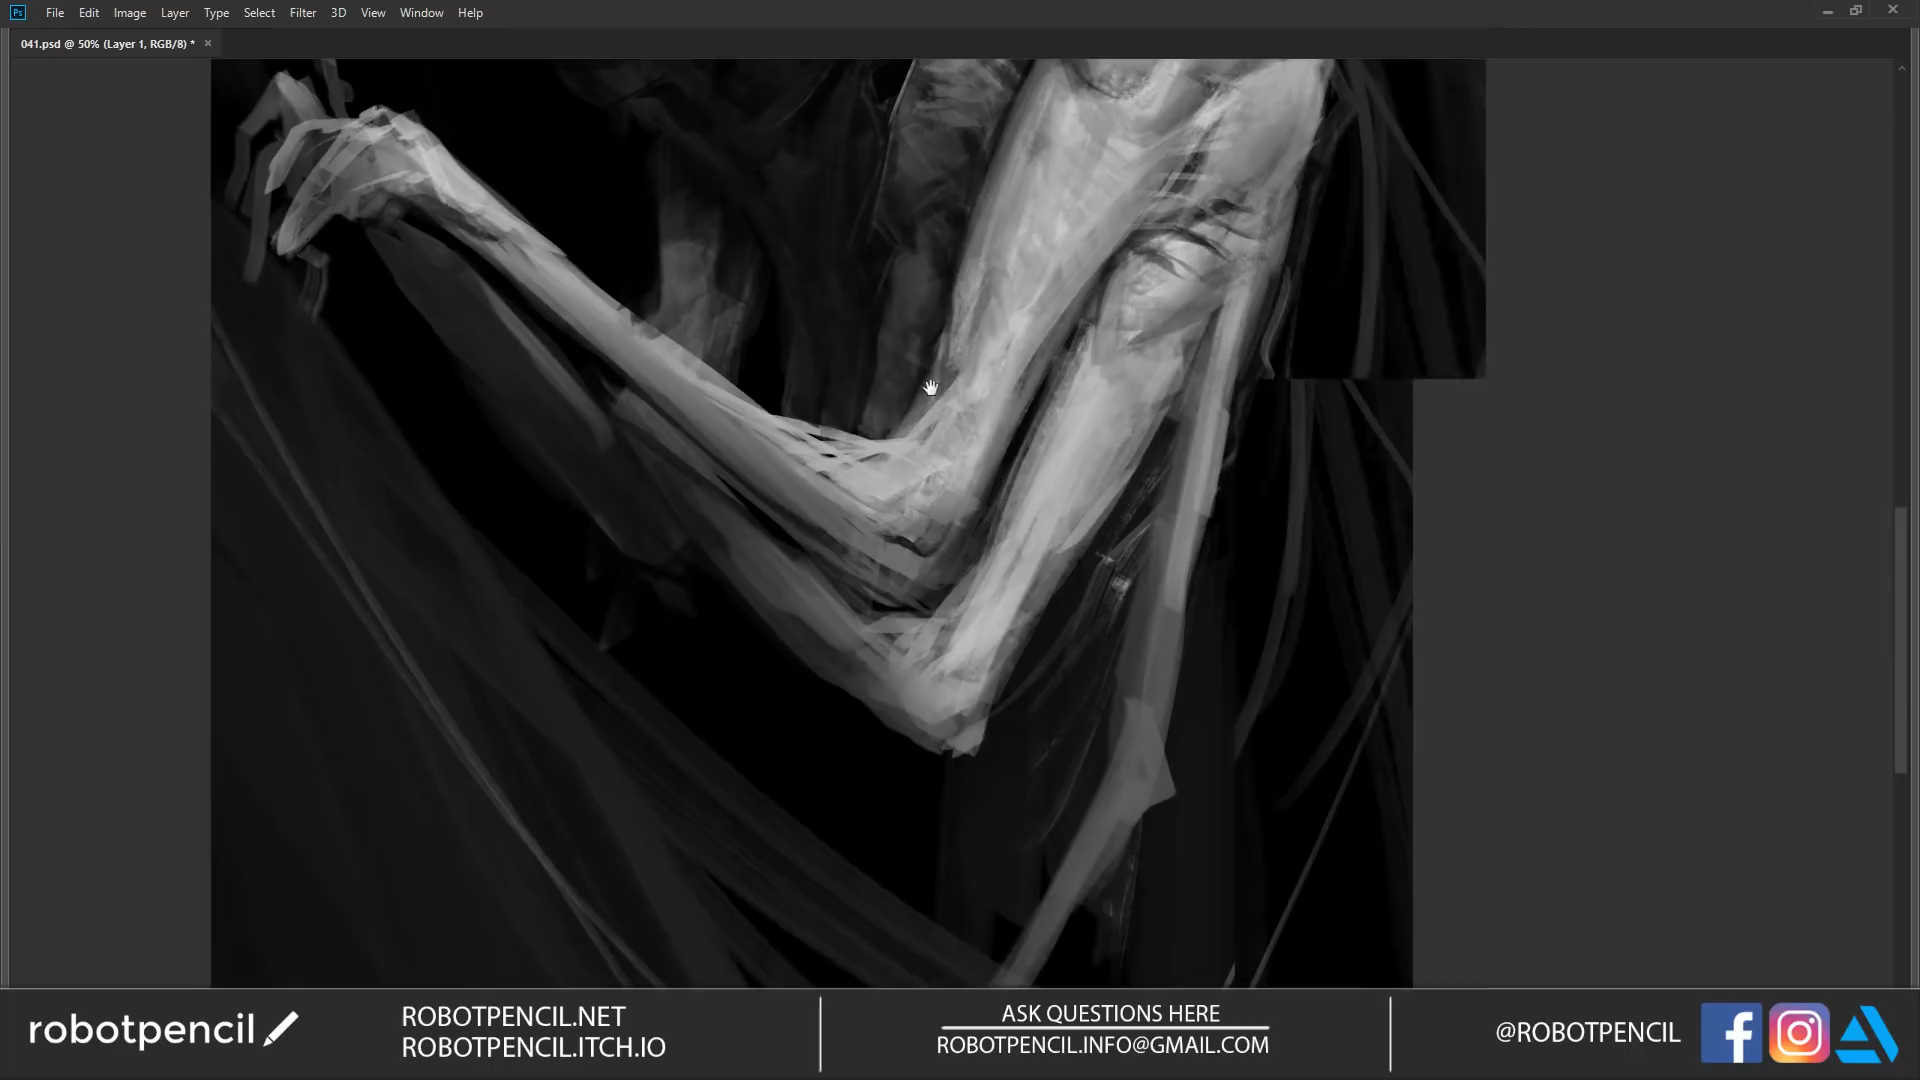 Ps File Edit Image Layer Type Select Filter 3D View Window Help
041.psd @ 50% (Layer 1, RGB/8) *
robotpencil
ROBOTPENCIL.NET
ROBOTPENCIL.ITCH.IO
ASK QUESTIONS HERE
ROBOTPENCIL.INFO@GMAIL.COM
@ROBOTPENCIL